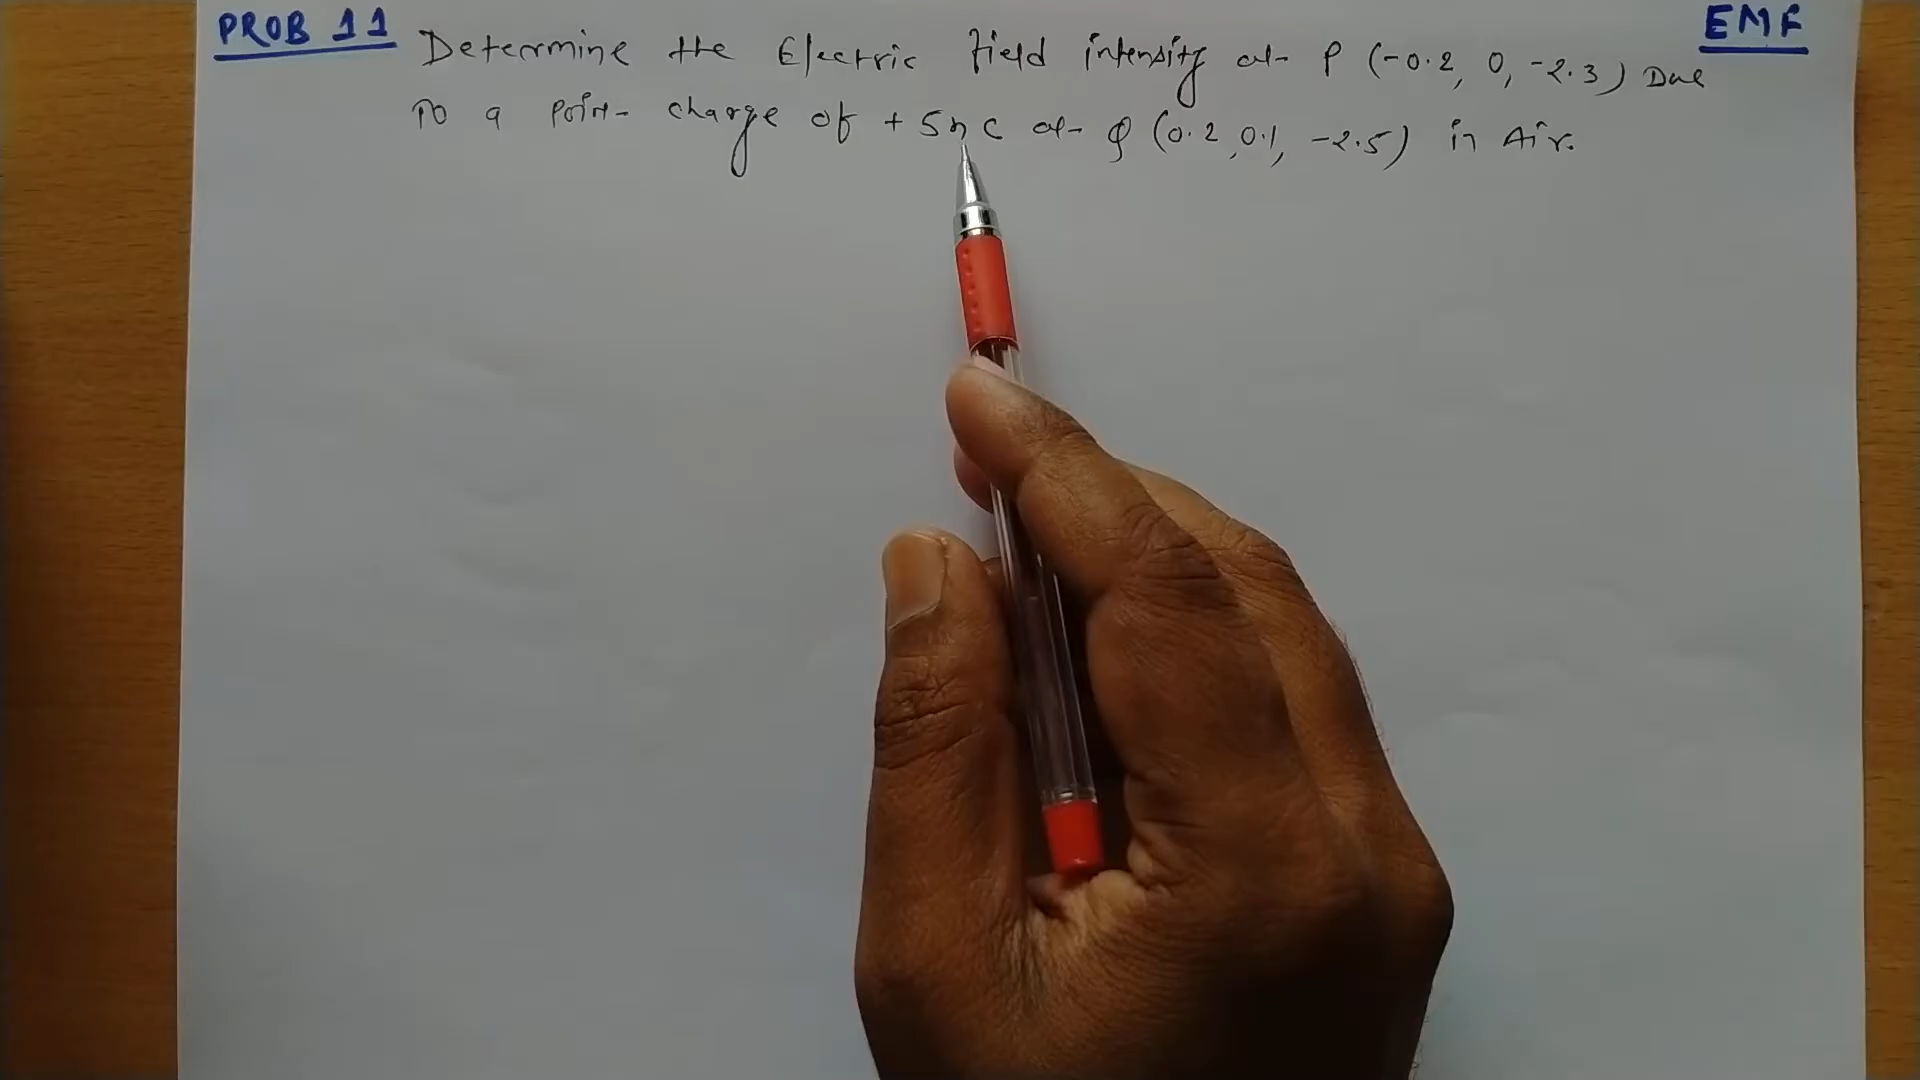 PROB 11 Determine the Electric field intensity at P (-0.2, 0, -2.3) Due EMF
To a point charge of +5nC at Q (0.2, 0.1, -2.5) in Air.